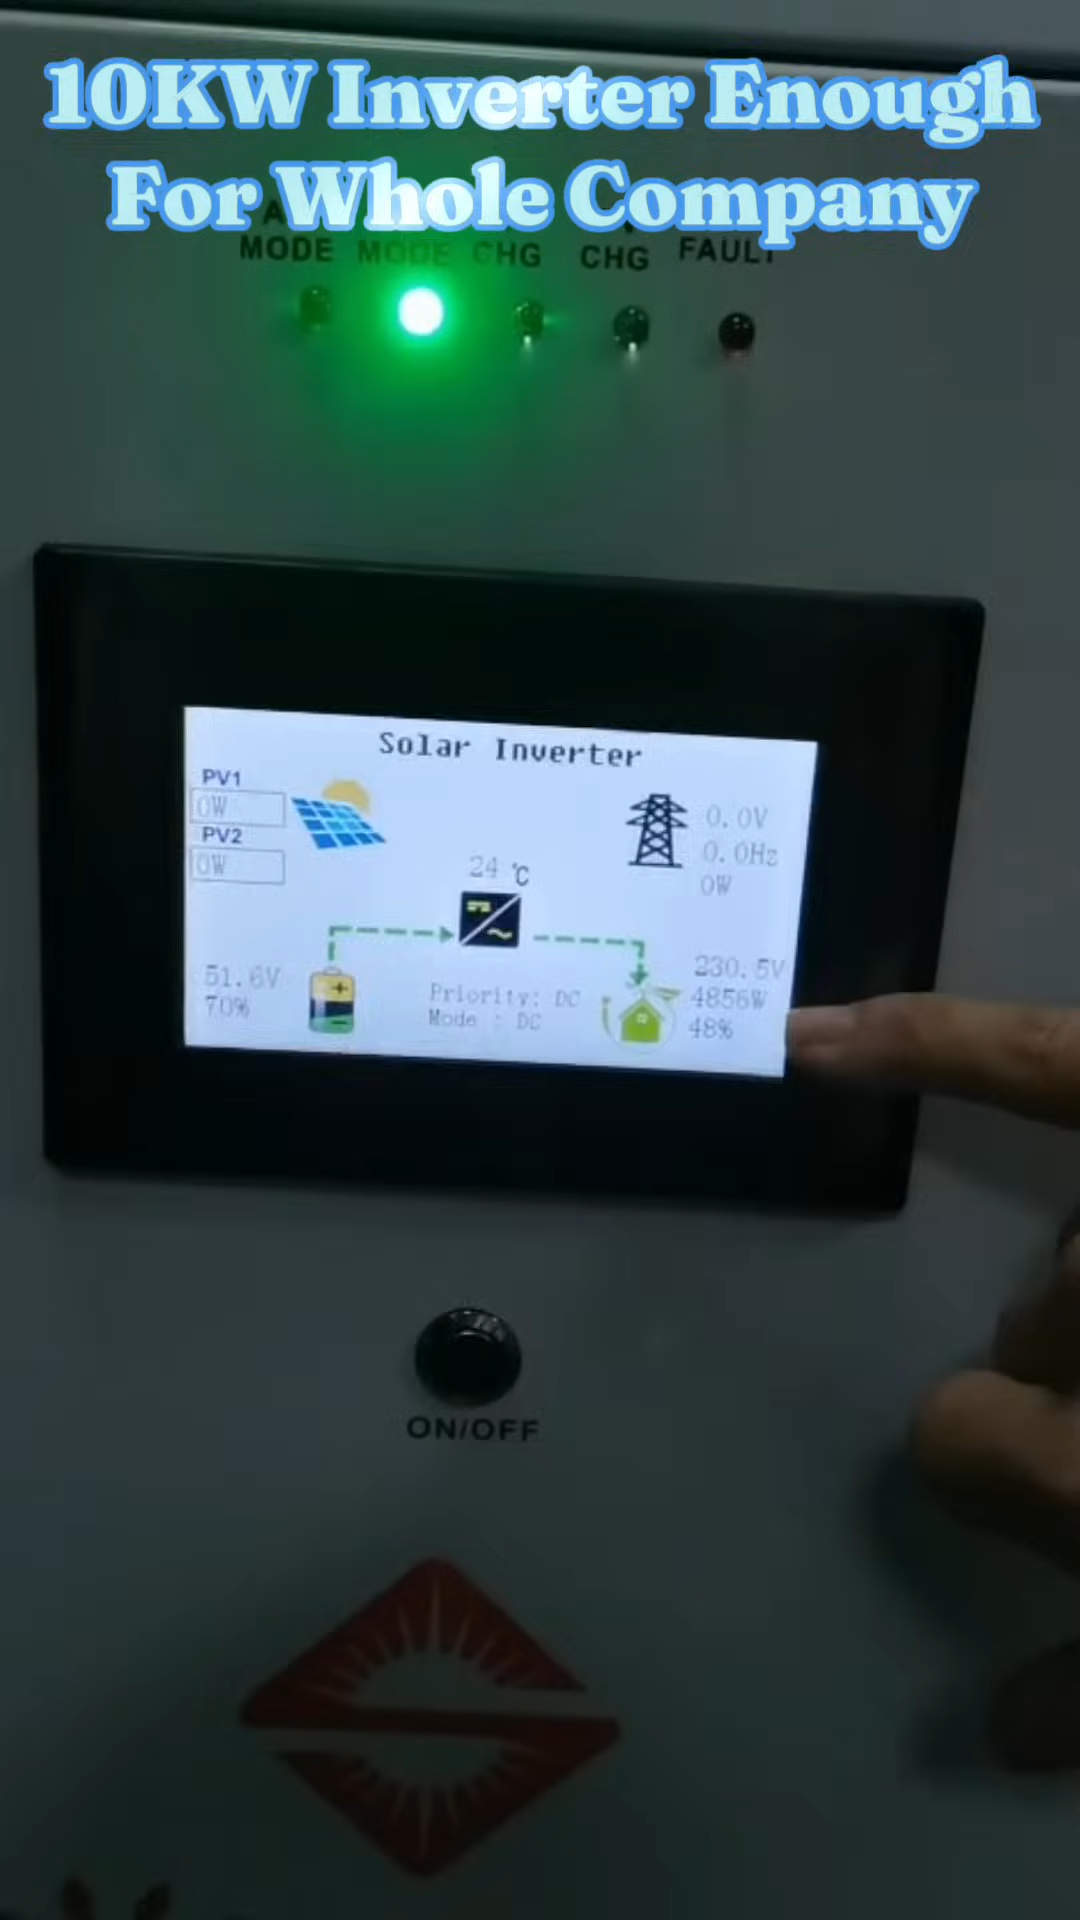 10KW Inverter Enough
For Whole Company
MODE MODE CHG CHG FAULT
Solar Inverter
PV1
0W
PV2
0W
0.0V
0.0Hz
0W
24 ℃
51.6V
70%
Priority: DC
Mode : DC
230.5V
4856W
48%
ON/OFF